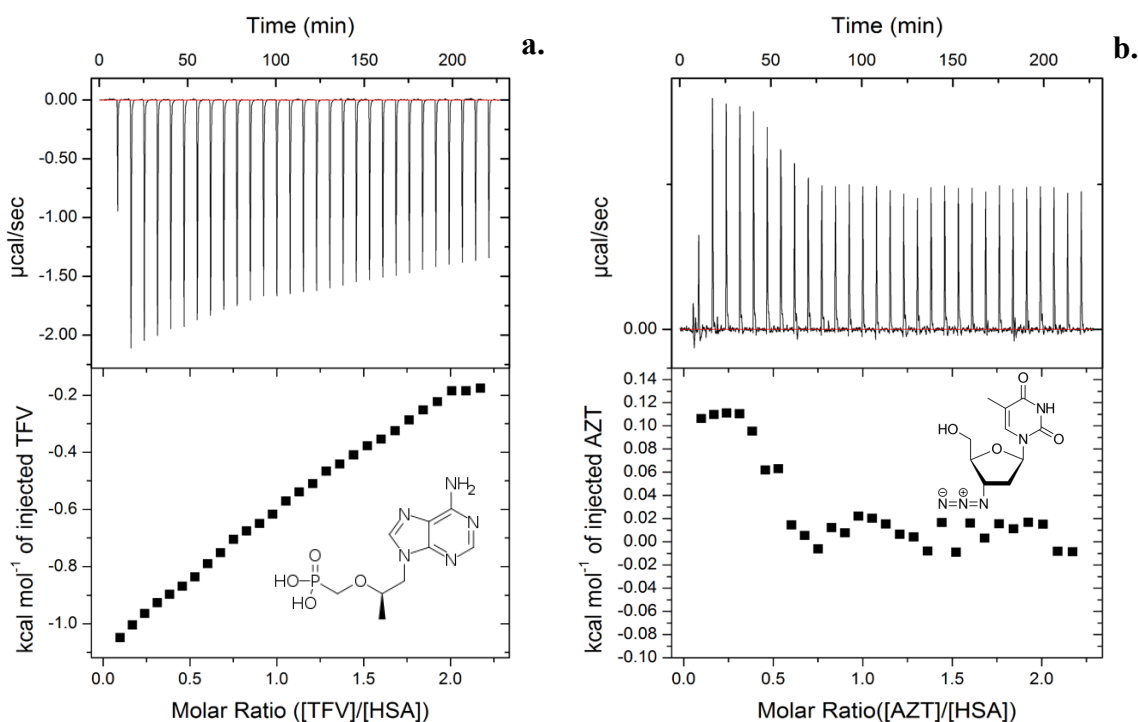 Time (min)
0 50 100 150 200
a.
0.00
-0.50
-1.00
-1.50
-2.00
µcal/sec
-0.2
-0.4
-0.6
-0.8
-1.0
kcal mol⁻¹ of injected TFV
NH₂
N
N
N
N
O
HO
P
O
HO
0.0 0.5 1.0 1.5 2.0
Molar Ratio ([TFV]/[HSA])
Time (min)
0 50 100 150 200
b.
0.00
µcal/sec
0.14
0.12
0.10
0.08
0.06
0.04
0.02
0.00
-0.02
-0.04
-0.06
-0.08
-0.10
kcal mol⁻¹ of injected AZT
O
NH
HO
N
O
O
N=N=N
⊖ ⊕
0.0 0.5 1.0 1.5 2.0
Molar Ratio([AZT]/[HSA])